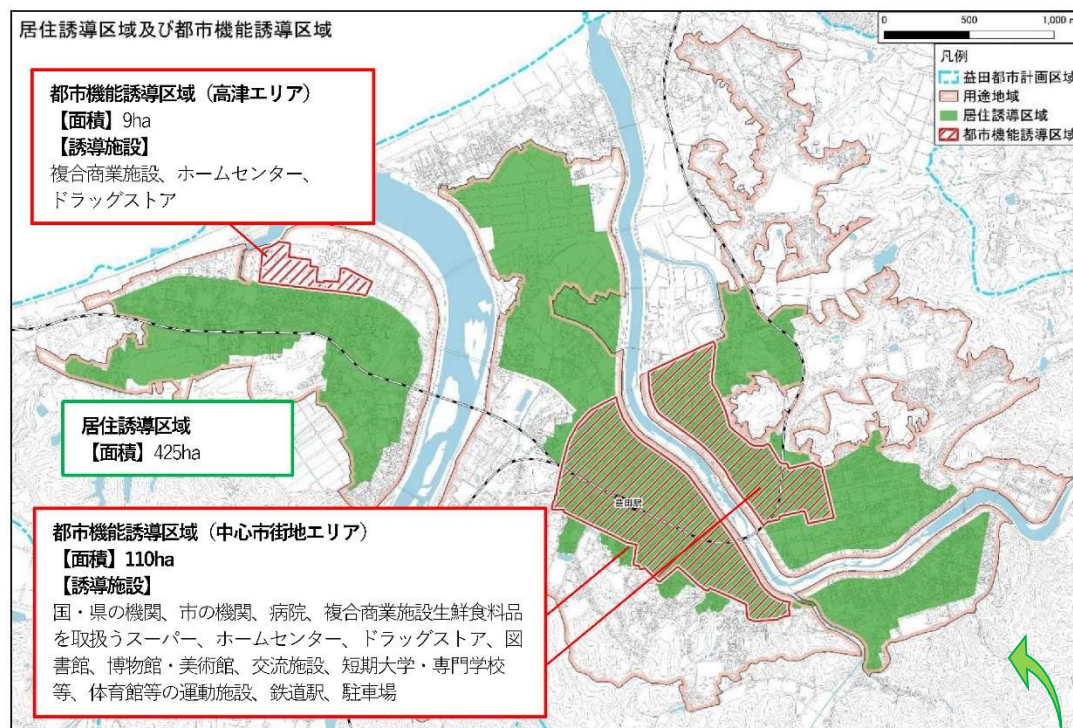 居住誘導区域及び都市機能誘導区域
0 500 1,000 m
凡例
益田都市計画区域
用途地域
居住誘導区域
都市機能誘導区域
都市機能誘導区域（高津エリア）
【面積】9ha
【誘導施設】
複合商業施設、ホームセンター、
ドラッグストア
居住誘導区域
【面積】425ha
益田駅
都市機能誘導区域（中心市街地エリア）
【面積】110ha
【誘導施設】
国・県の機関、市の機関、病院、複合商業施設生鮮食料品
を取扱うスーパー、ホームセンター、ドラッグストア、図
書館、博物館・美術館、交流施設、短期大学・専門学校
等、体育館等の運動施設、鉄道駅、駐車場